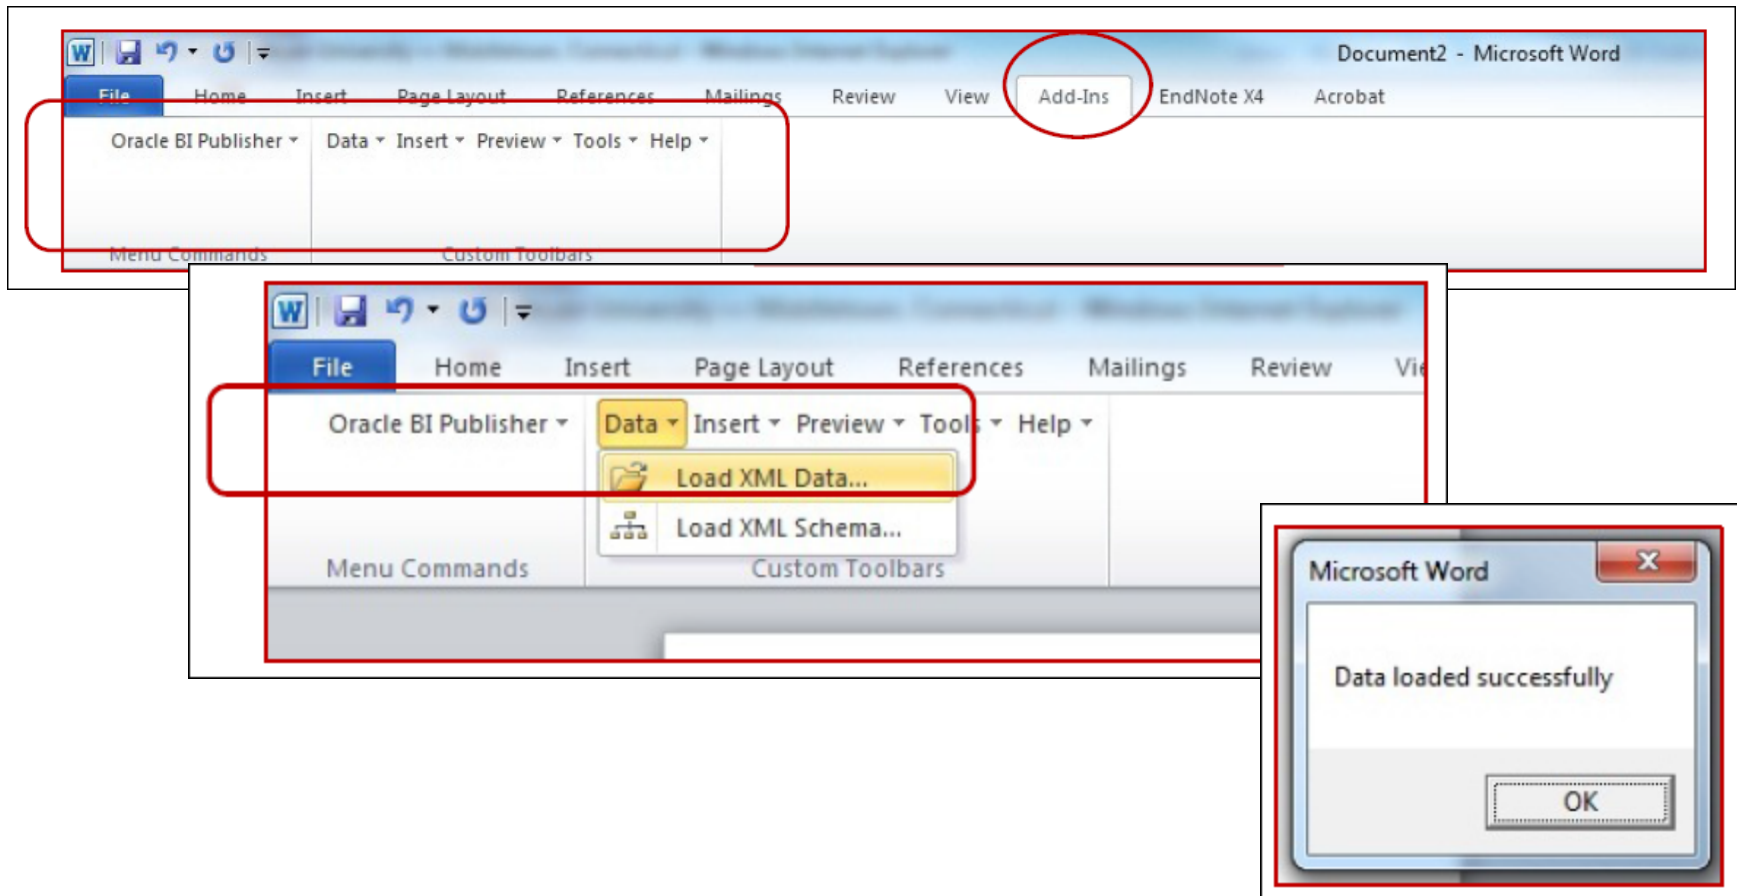 Document2 - Microsoft Word
File Home Insert Page Layout References Mailings Review View Add-Ins EndNote X4 Acrobat
Oracle BI Publisher Data Insert Preview Tools Help
Menu Commands Custom Toolbars
File Home Insert Page Layout References Mailings Review Vie
Oracle BI Publisher Data Insert Preview Tools Help
Load XML Data...
Load XML Schema...
Menu Commands Custom Toolbars
Microsoft Word
Data loaded successfully
OK